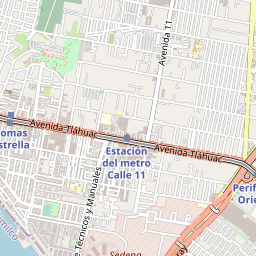 Avenida 11
Avenida Tláhuac
Avenida Tláhuac
omas
strella
Estación
del metro
Calle 11
Perif
Orie
e Técnicos y Manuales
Sedena